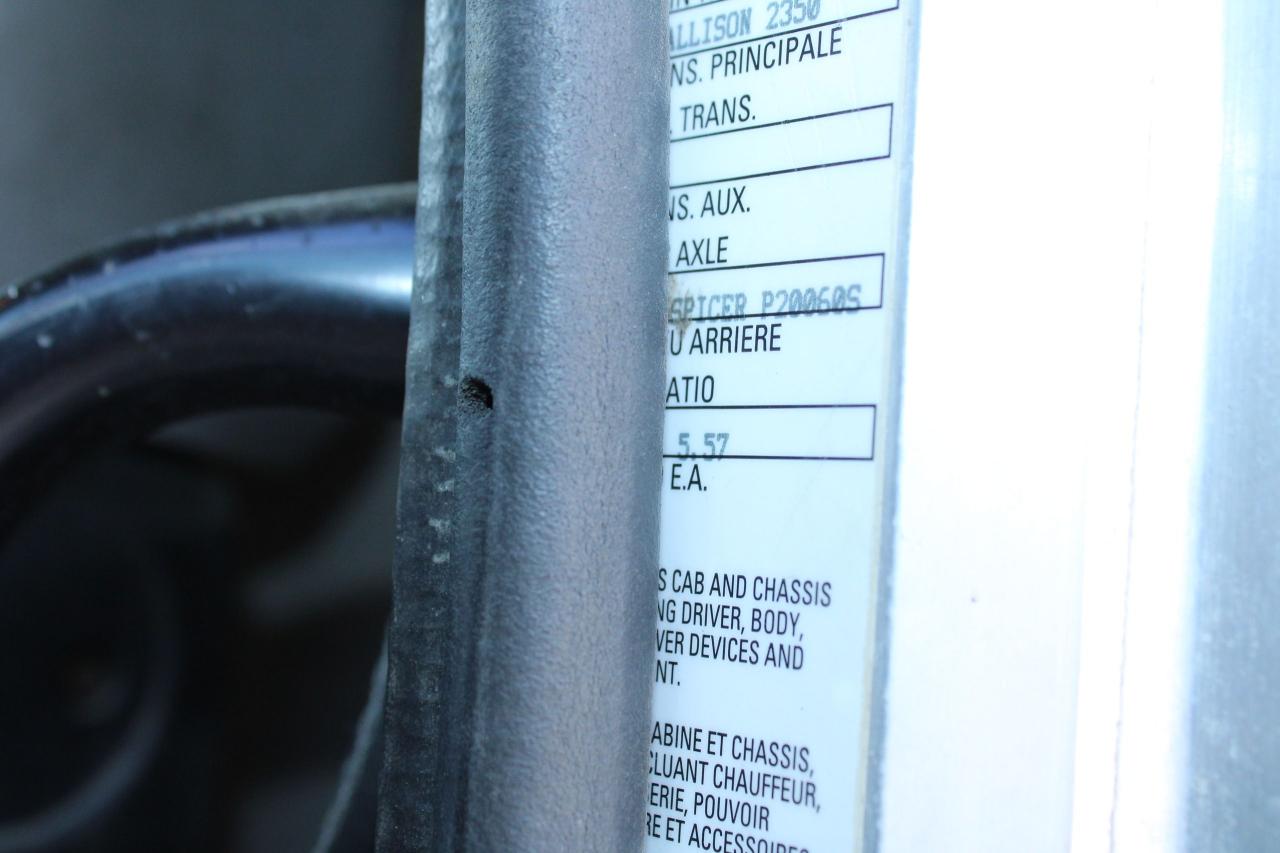 ALLISON 2350
NS. PRINCIPALE
TRANS.
NS. AUX.
AXLE
SPICER P20060S
U ARRIERE
ATIO
5.57
E.A.
S CAB AND CHASSIS
NG DRIVER, BODY,
VER DEVICES AND
NT.
ABINE ET CHASSIS,
CLUANT CHAUFFEUR,
ERIE, POUVOIR
RE ET ACCESSOIRES